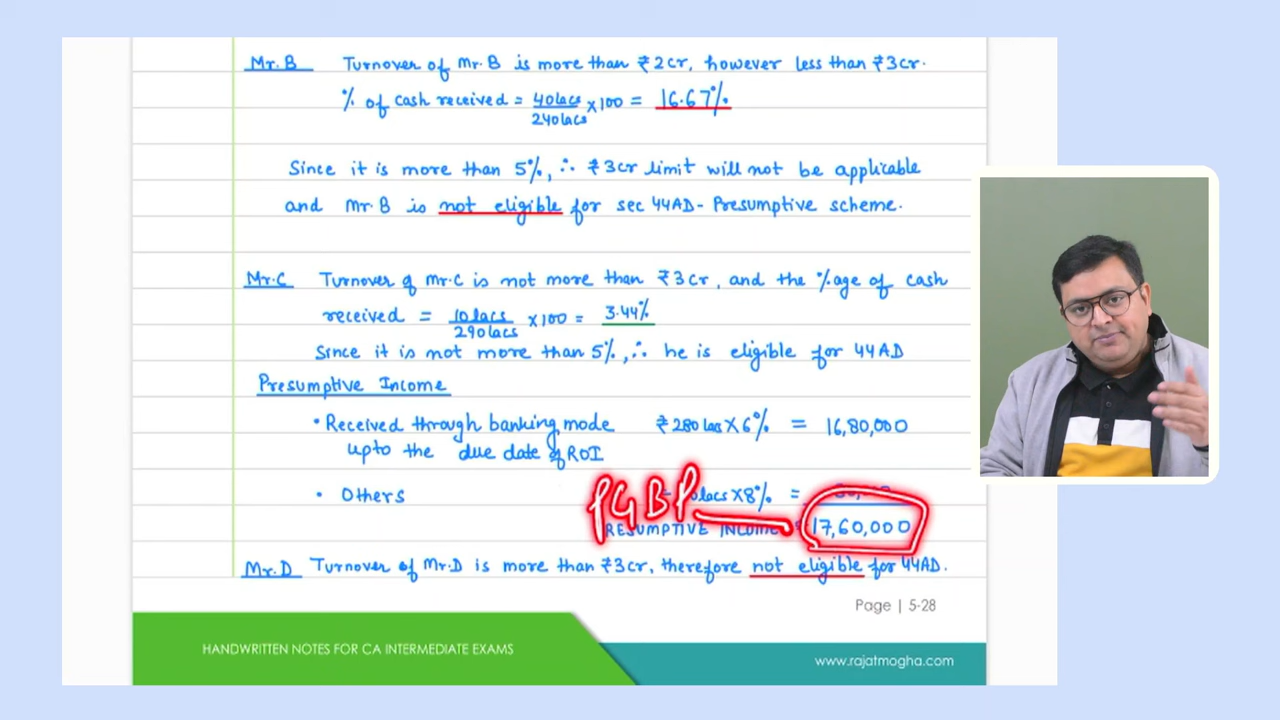 Mr.B Turnover of Mr.B is more than ₹2cr, however less than ₹3cr.
% of cash received = 40lacs/240lacs x100 = 16.67%
Since it is more than 5%, ∴ ₹3cr limit will not be applicable
and Mr.B is not eligible for sec 44AD- Presumptive scheme.
Mr.C Turnover of Mr.C is not more than ₹3Cr, and the %age of cash
received = 10lacs/290lacs x100 = 3.44%
Since it is not more than 5%, ∴ he is eligible for 44AD
Presumptive Income
• Received through banking mode ₹280lacsX6% = 16,80,000
upto the due date of ROI
• Others lacsX8% =
PGBP
RESUMPTIVE INCOME 17,60,000
Mr.D Turnover of Mr.D is more than ₹3cr, therefore not eligible for 44AD.
Page | 5-28
HANDWRITTEN NOTES FOR CA INTERMEDIATE EXAMS
www.rajatmogha.com